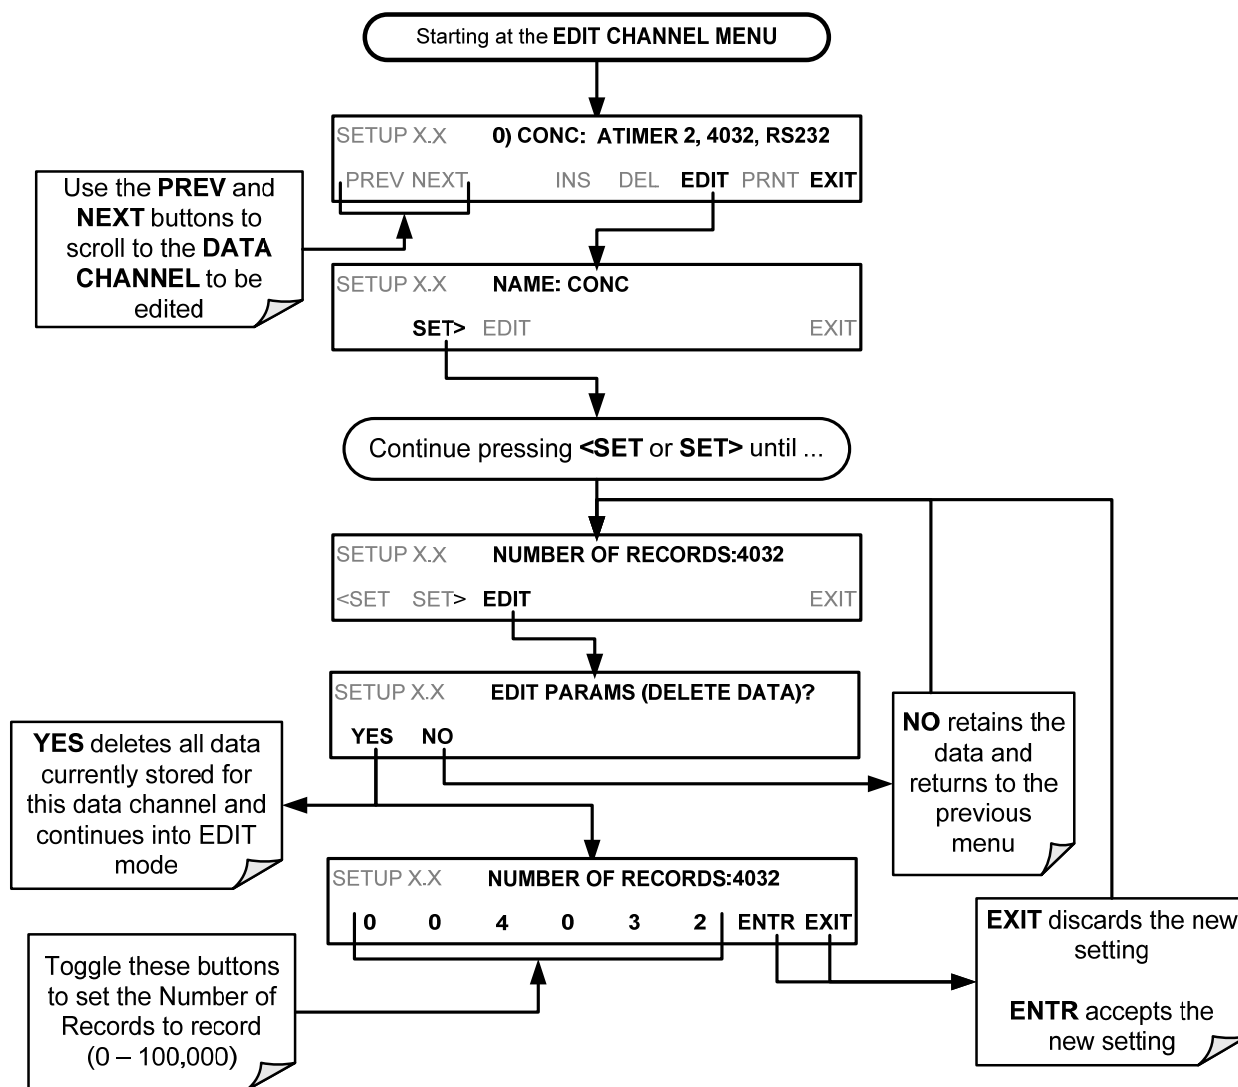 Starting at the EDIT CHANNEL MENU
SETUP X.X 0) CONC: ATIMER 2, 4032, RS232
PREV NEXT INS DEL EDIT PRNT EXIT
Use the PREV and
NEXT buttons to
scroll to the DATA
CHANNEL to be
edited
SETUP X.X NAME: CONC
SET> EDIT EXIT
Continue pressing <SET or SET> until ...
SETUP X.X NUMBER OF RECORDS:4032
<SET SET> EDIT EXIT
SETUP X.X EDIT PARAMS (DELETE DATA)?
YES NO
YES deletes all data
currently stored for
this data channel and
continues into EDIT
mode
NO retains the
data and
returns to the
previous
menu
SETUP X.X NUMBER OF RECORDS:4032
0 0 4 0 3 2 ENTR EXIT
Toggle these buttons
to set the Number of
Records to record
(0 – 100,000)
EXIT discards the new
setting
ENTR accepts the
new setting